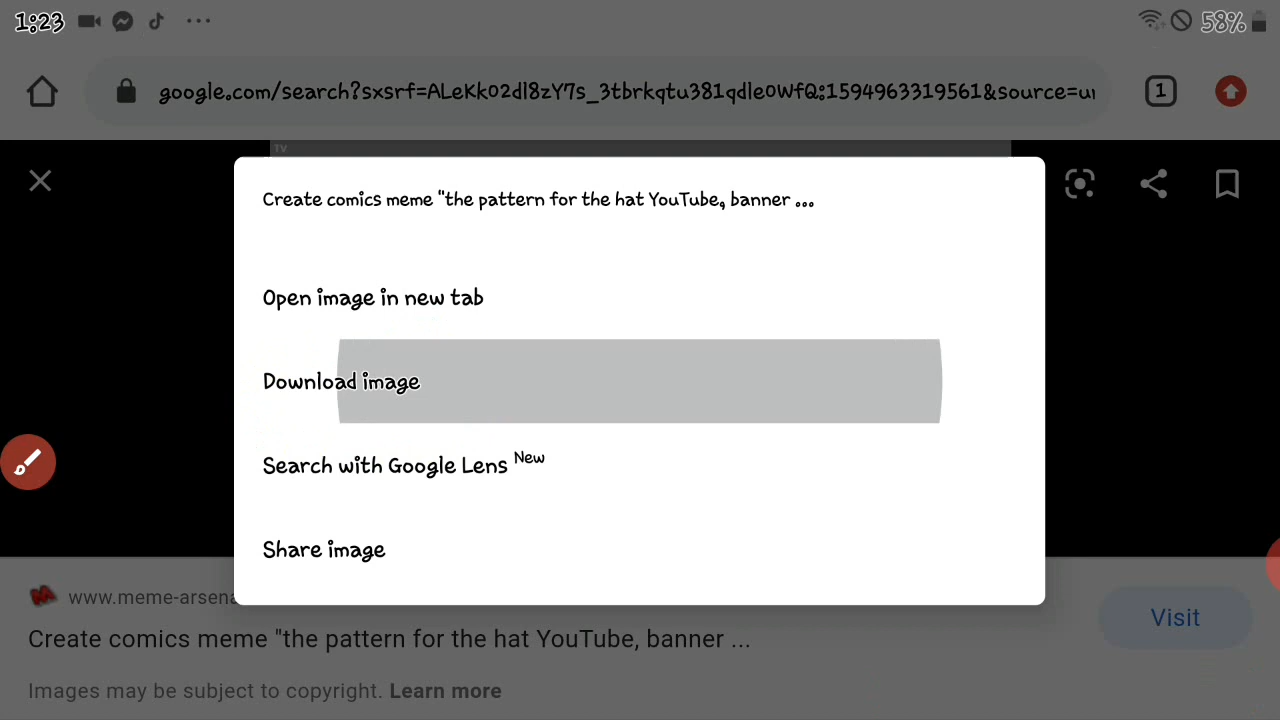 1:23
58%
google.com/search?sxsrf=ALeKk02dl8zY7s_3tbrkqtu381qdle0WfQ:1594963319561&source=u
1
TV
Create comics meme "the pattern for the hat YouTube, banner ...
Open image in new tab
Download image
Search with Google Lens New
Share image
www.meme-arsena
Visit
Create comics meme "the pattern for the hat YouTube, banner ...
Images may be subject to copyright. Learn more